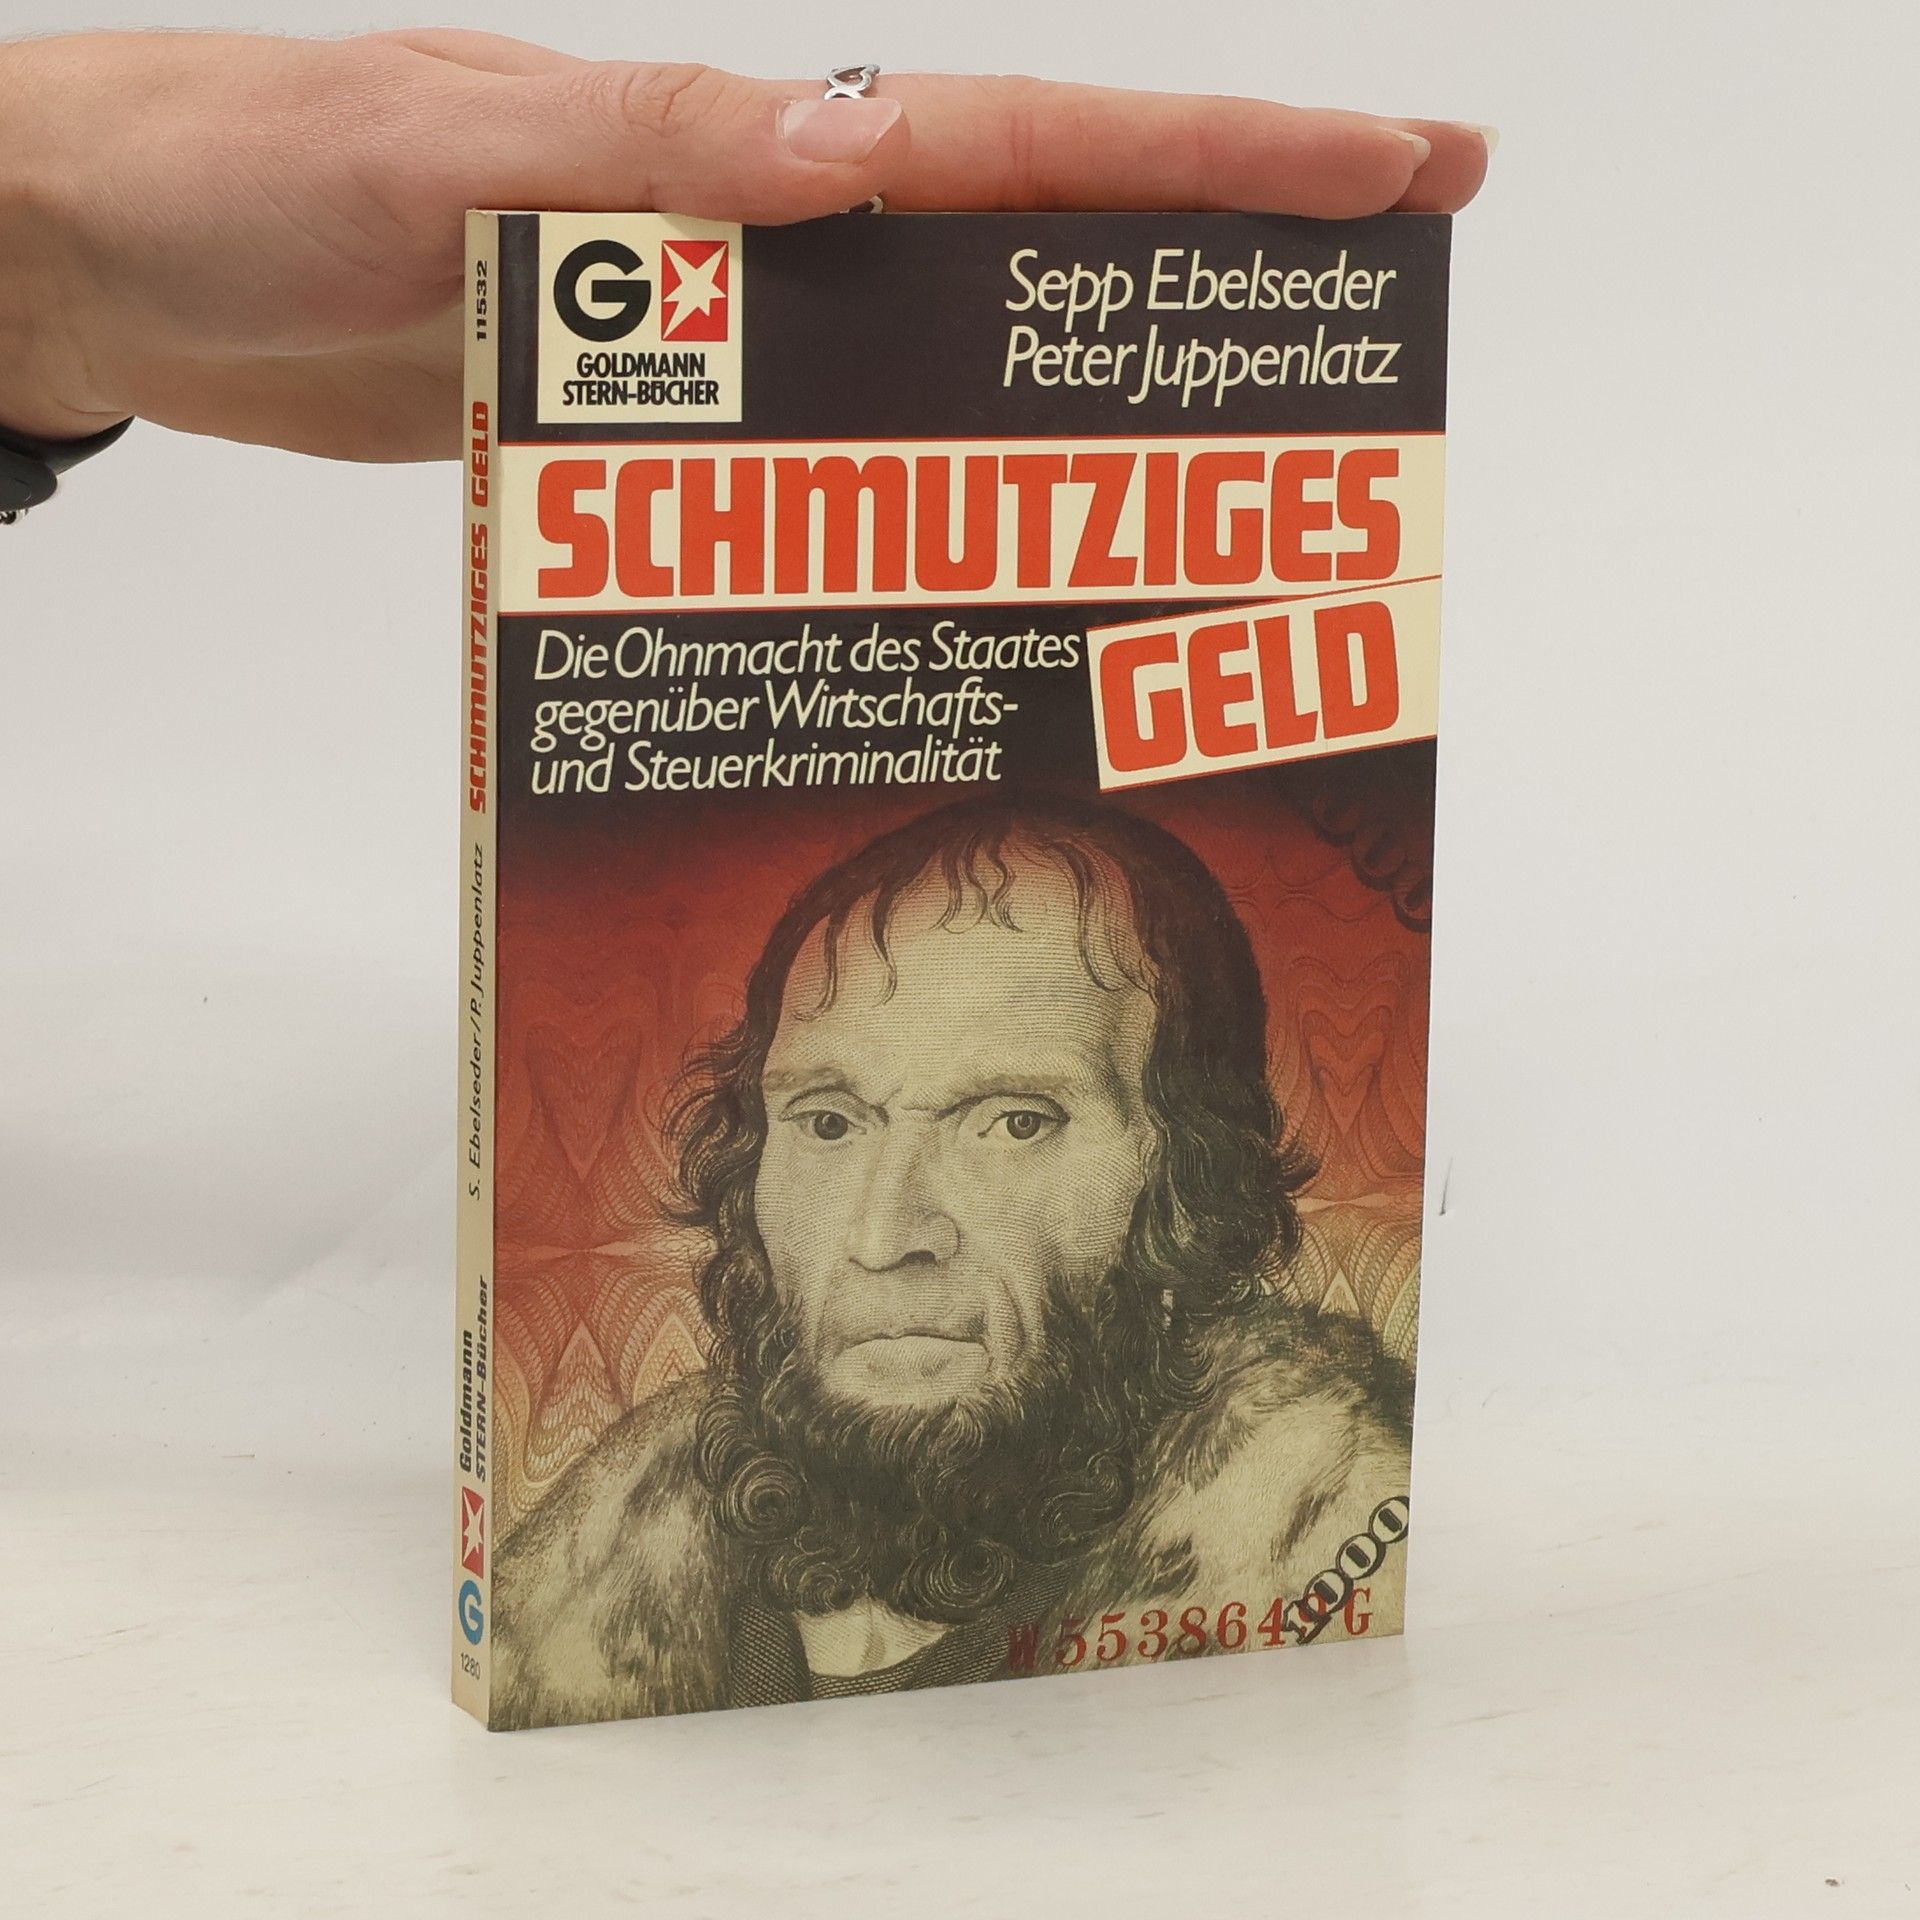 G
GOLDMANN
STERN-BÜCHER
Sepp Ebelseder
Peter Juppenlatz
SCHMUTZIGES
GELD
Die Ohnmacht des Staates
gegenüber Wirtschafts-
und Steuerkriminalität
1000
W5538649G
11532
SCHMUTZIGES GELD
S. Ebelseder/P. Juppenlatz
Goldmann
STERN-Bücher
G
1280